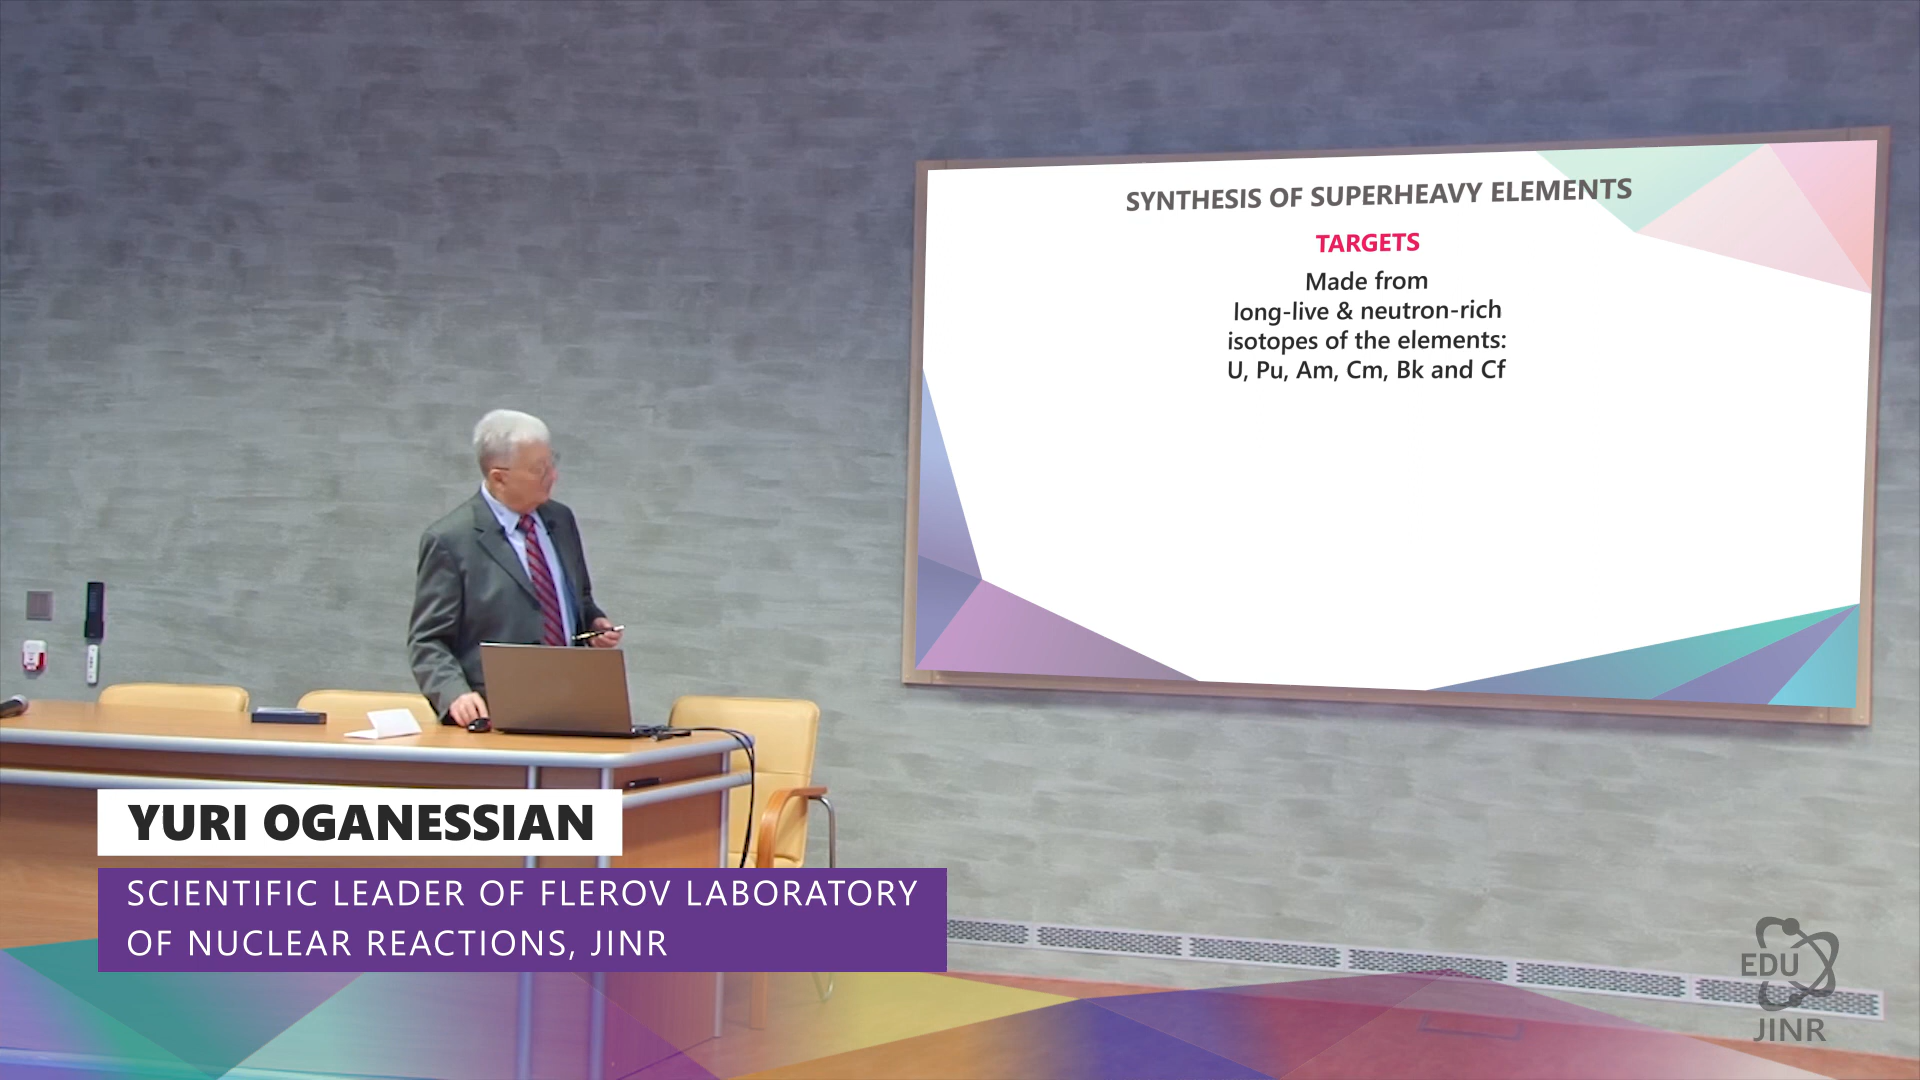 SYNTHESIS OF SUPERHEAVY ELEMENTS
TARGETS
Made from
long-live & neutron-rich
isotopes of the elements:
U, Pu, Am, Cm, Bk and Cf
YURI OGANESSIAN
SCIENTIFIC LEADER OF FLEROV LABORATORY
OF NUCLEAR REACTIONS, JINR
EDU
JINR